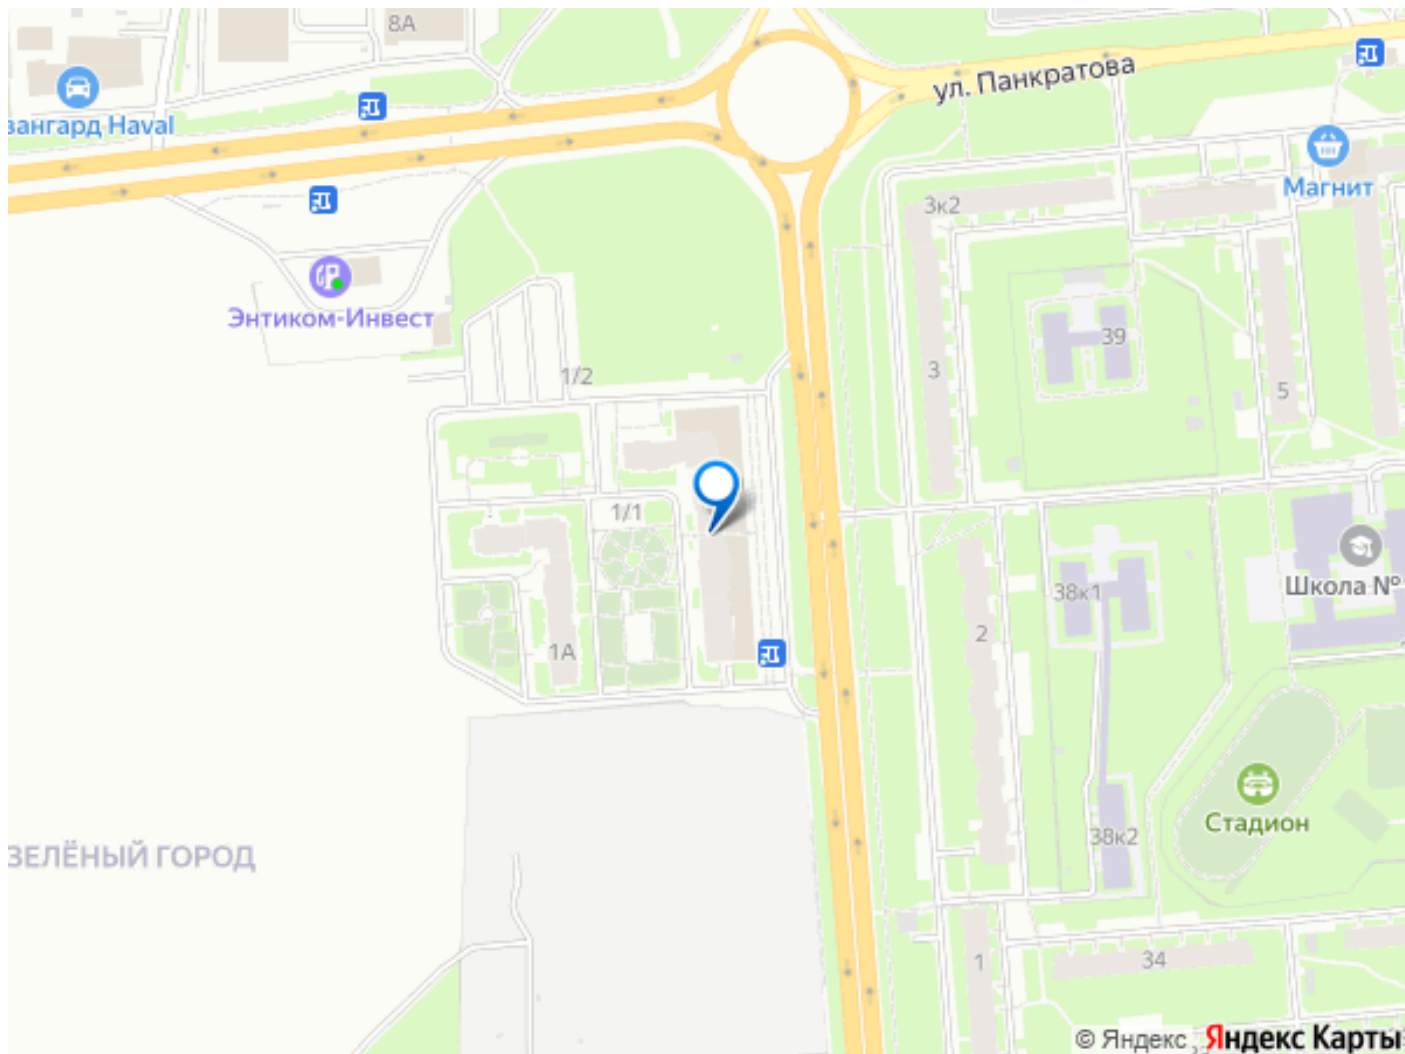 8А
ул. Панкратова
вангард Haval
Магнит
3к2
Энтиком-Инвест
39
3
1/2
5
1/1
Школа №
38к1
2
1А
Стадион
38к2
ЗЕЛЁНЫЙ ГОРОД
1
34
© Яндекс Яндекс Карты